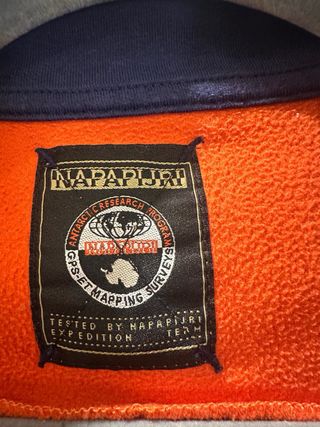 NAPAPIJRI
ANTARCTIC RESEARCH PROGRAM
NAPAPIJRI
GPS-ET MAPPING SURVEYS
TESTED BY NAPAPIJRI
EXPEDITION TEAM